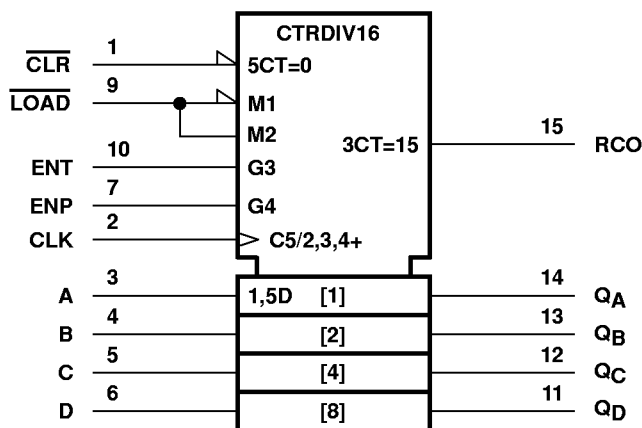 CTRDIV16
CLR 1 5CT=0
LOAD 9 M1
M2
3CT=15 15 RCO
ENT 10 G3
ENP 7 G4
CLK 2 C5/2,3,4+
A 3 1,5D [1] 14 QA
B 4 [2] 13 QB
C 5 [4] 12 QC
D 6 [8] 11 QD